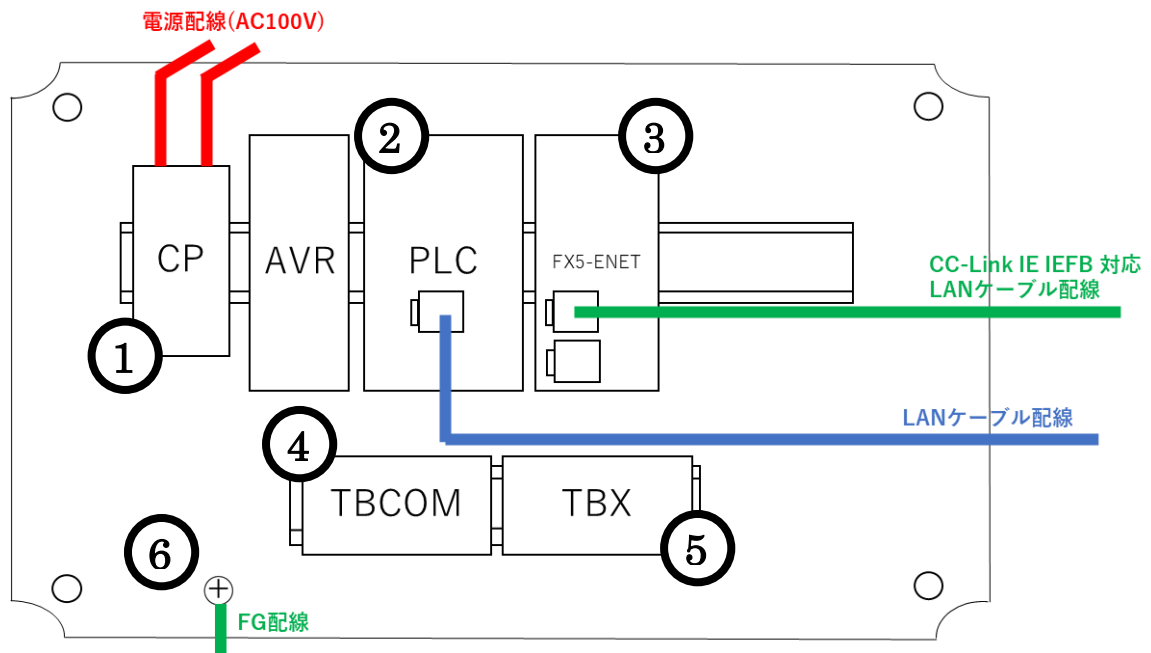 電源配線(AC100V)
2
3
CP
AVR
PLC
FX5-ENET
CC-Link IE IEFB 対応
LANケーブル配線
1
LANケーブル配線
4
TBCOM
TBX
5
6
FG配線